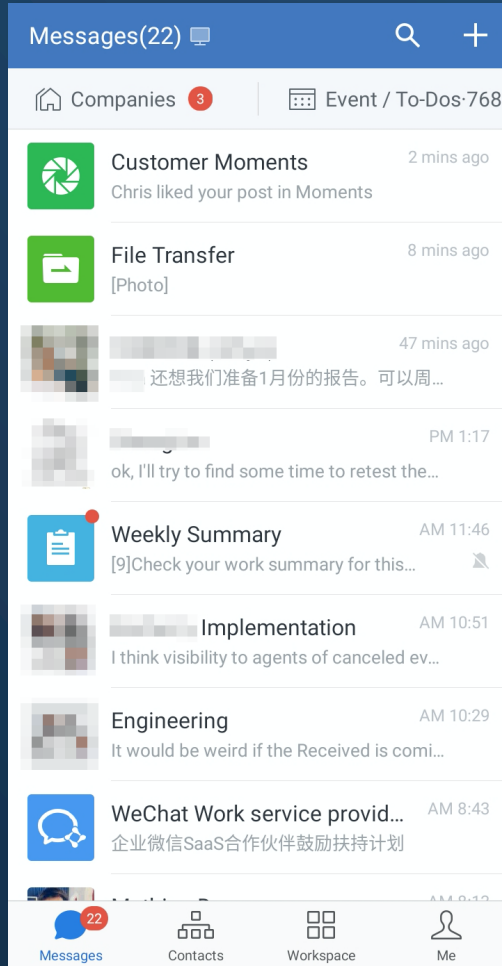 Messages(22)
Companies 3
Event / To-Dos·768
Customer Moments
2 mins ago
Chris liked your post in Moments
File Transfer
8 mins ago
[Photo]
47 mins ago
还想我们准备1月份的报告。可以周...
PM 1:17
ok, I'll try to find some time to retest the...
Weekly Summary
AM 11:46
[9]Check your work summary for this...
Implementation
AM 10:51
I think visibility to agents of canceled ev...
Engineering
AM 10:29
It would be weird if the Received is comi...
WeChat Work service provid...
AM 8:43
企业微信SaaS合作伙伴鼓励扶持计划
22
Messages
Contacts
Workspace
Me